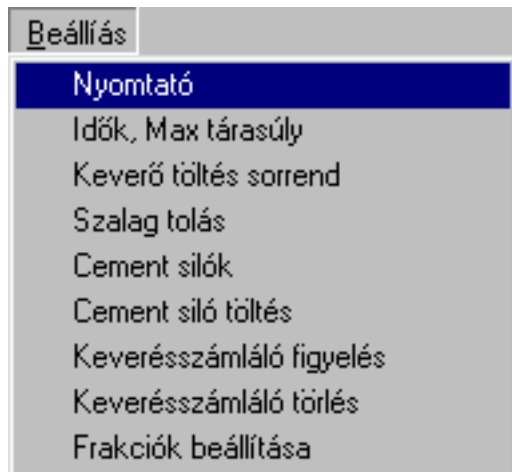 Beállíás
Nyomtató
Idők, Max tárasúly
Keverő töltés sorrend
Szalag tolás
Cement silók
Cement siló töltés
Keverésszámláló figyelés
Keverésszámláló törlés
Frakciók beállítása